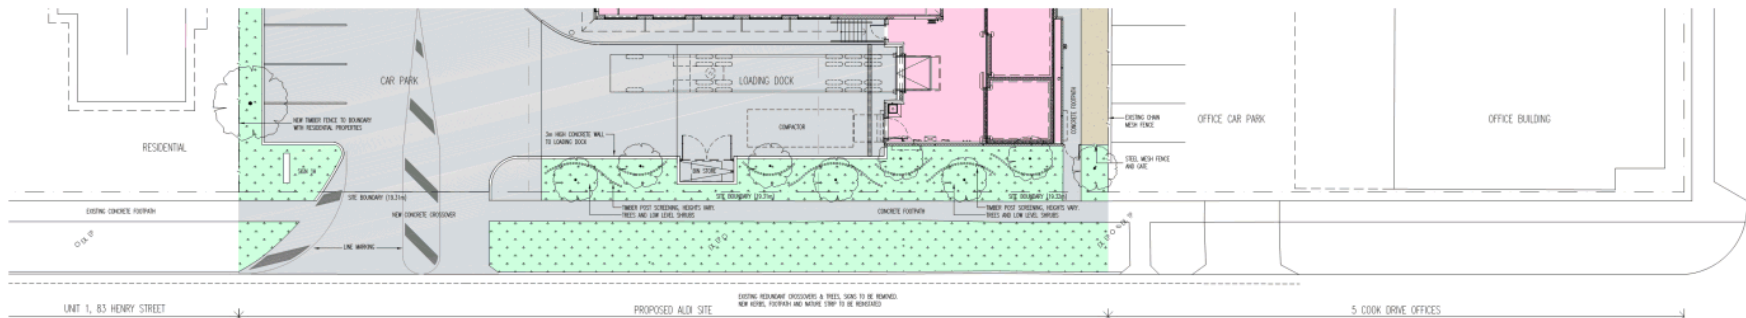 CAR PARK
LOADING DOCK
NEW TIMBER FENCE TO BOUNDARY
WITH RESIDENTIAL PROPERTIES
RESIDENTIAL
2m HIGH CONCRETE WALL
TO LOADING DOCK
COMPACTOR
CONCRETE FOOTPATH
EXISTING CHAIN
MESH FENCE
OFFICE CAR PARK
OFFICE BUILDING
STEEL MESH FENCE
AND GATE
BIN STORE
EXISTING CONCRETE FOOTPATH
NEW CONCRETE CROSSOVER
TIMBER POST SCREENING, HEIGHTS VARY.
TREES AND LOW LEVEL SHRUBS
CONCRETE FOOTPATH
TIMBER POST SCREENING, HEIGHTS VARY.
TREES AND LOW LEVEL SHRUBS
LINE MARKING
EXISTING REDUNDANT CROSSOVERS & TREES, SIGNS TO BE REMOVED.
NEW KERBS, FOOTPATH AND NATURE STRIP TO BE REINSTATED
UNIT 1, 83 HENRY STREET
PROPOSED ALDI SITE
5 COOK DRIVE OFFICES